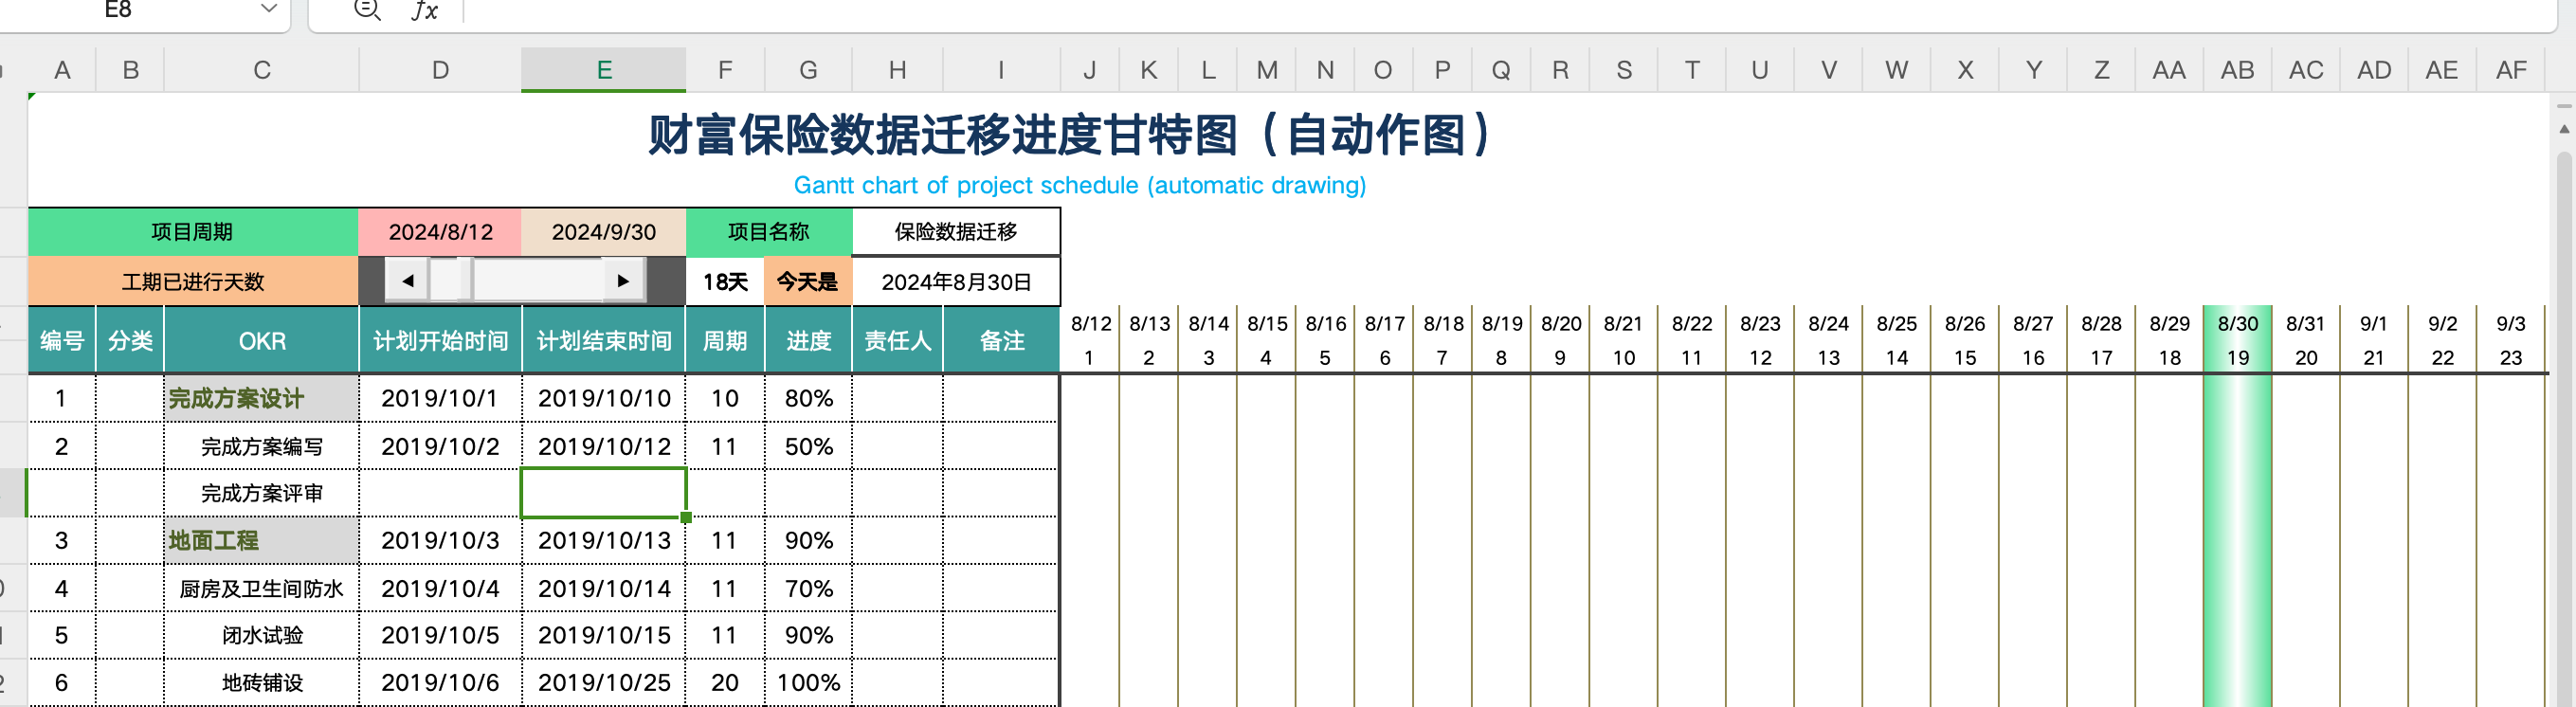 E8 fx
A B C D E F G H I J K L M N O P Q R S T U V W X Y Z AA AB AC AD AE AF
财富保险数据迁移进度甘特图（自动作图）
Gantt chart of project schedule (automatic drawing)
项目周期 2024/8/12 2024/9/30 项目名称 保险数据迁移
工期已进行天数 18天 今天是 2024年8月30日
编号 分类 OKR 计划开始时间 计划结束时间 周期 进度 责任人 备注
8/12 8/13 8/14 8/15 8/16 8/17 8/18 8/19 8/20 8/21 8/22 8/23 8/24 8/25 8/26 8/27 8/28 8/29 8/30 8/31 9/1 9/2 9/3
1 2 3 4 5 6 7 8 9 10 11 12 13 14 15 16 17 18 19 20 21 22 23
1 完成方案设计 2019/10/1 2019/10/10 10 80%
2 完成方案编写 2019/10/2 2019/10/12 11 50%
完成方案评审
3 地面工程 2019/10/3 2019/10/13 11 90%
4 厨房及卫生间防水 2019/10/4 2019/10/14 11 70%
5 闭水试验 2019/10/5 2019/10/15 11 90%
6 地砖铺设 2019/10/6 2019/10/25 20 100%